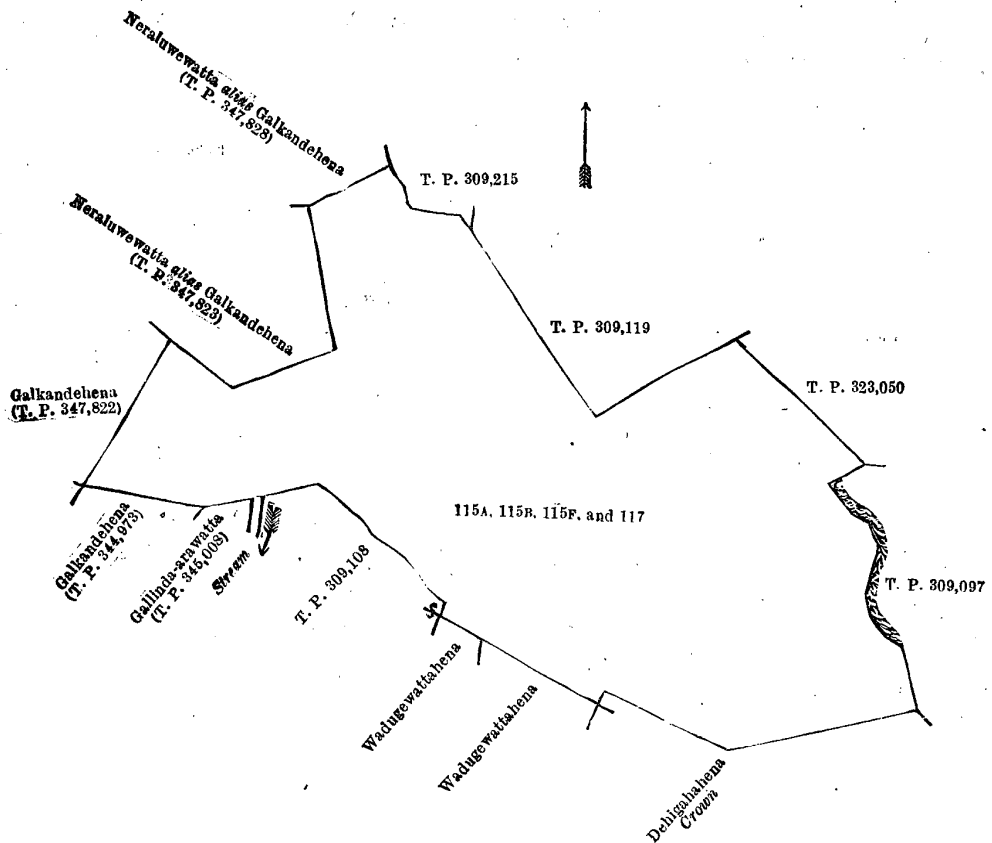 Neraluwewatta alias Galkandehena
(T. P. 347,828)
T. P. 309,215
Neraluwewatta alias Galkandehena
(T. P. 347,823)
T. P. 309,119
T. P. 323,050
Galkandehena
(T. P. 347,822)
115A, 115B, 115F, and 117
Galkandehena
(T. P. 344,973)
Gallinda-arawatta
(T. P. 345,008)
Stream
T. P. 309,108
T. P. 309,097
Wadugewattahena
Wadugewattahena
Dehigahahena
Crown